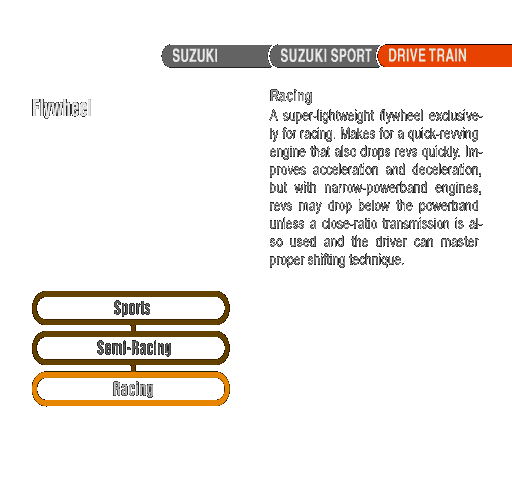 SUZUKI SUZUKI SPORT DRIVE TRAIN
Flywheel
Racing
A super-lightweight flywheel exclusive-
ly for racing. Makes for a quick-revving
engine that also drops revs quickly. Im-
proves acceleration and deceleration,
but with narrow-powerband engines,
revs may drop below the powerband
unless a close-ratio transmission is al-
so used and the driver can master
proper shifting technique.
Sports
Semi-Racing
Racing